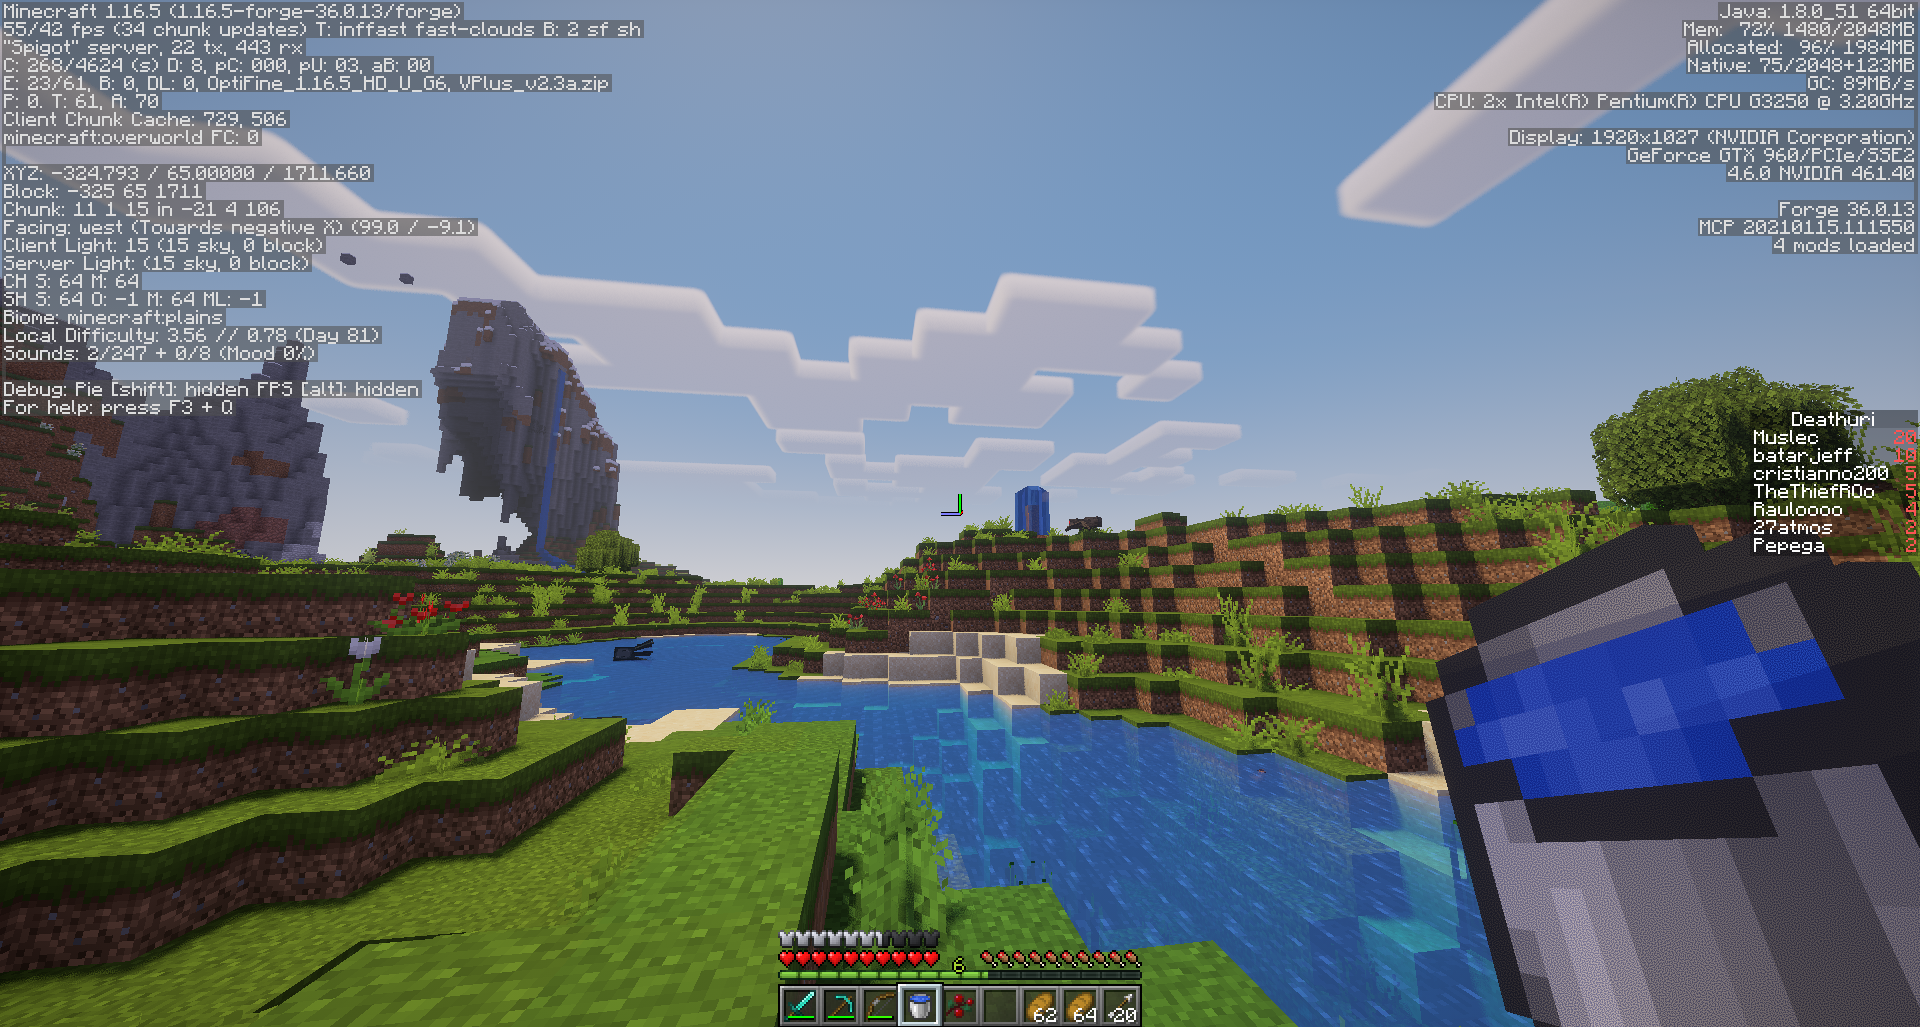 Minecraft 1.16.5 (1.16.5-forge-36.0.13/forge)
55/42 fps (34 chunk updates) T: inffast fast-clouds B: 2 sf sh
"Spigot" server, 22 tx, 443 rx
C: 268/4624 (s) D: 8, pC: 000, pU: 03, aB: 00
E: 23/61, B: 0, DL: 0, OptiFine_1.16.5_HD_U_G6, VPlus_v2.3a.zip
P: 0. T: 61, A: 70
Client Chunk Cache: 729, 506
minecraft:overworld FC: 0
XYZ: -324.793 / 65.00000 / 1711.660
Block: -325 65 1711
Chunk: 11 1 15 in -21 4 106
Facing: west (Towards negative X) (99.0 / -9.1)
Client Light: 15 (15 sky, 0 block)
Server Light: (15 sky, 0 block)
CH S: 64 M: 64
SH S: 64 O: -1 M: 64 ML: -1
Biome: minecraft:plains
Local Difficulty: 3.56 // 0.78 (Day 81)
Sounds: 2/247 + 0/8 (Mood 0%)
Debug: Pie [shift]: hidden FPS [alt]: hidden
For help: press F3 + Q
Java: 1.8.0_51 64bit
Mem: 72% 1480/2048MB
Allocated: 96% 1984MB
Native: 75/2048+123MB
GC: 89MB/s
CPU: 2x Intel(R) Pentium(R) CPU G3250 @ 3.20GHz
Display: 1920x1027 (NVIDIA Corporation)
GeForce GTX 960/PCIe/SSE2
4.6.0 NVIDIA 461.40
Forge 36.0.13
MCP 20210115.111550
4 mods loaded
Deathuri
Muslec 20
batar.jeff 10
cristianno200 5
TheThiefR0o 5
Rauloooo 4
27atmos 2
Pepega 2
6
62 64 20